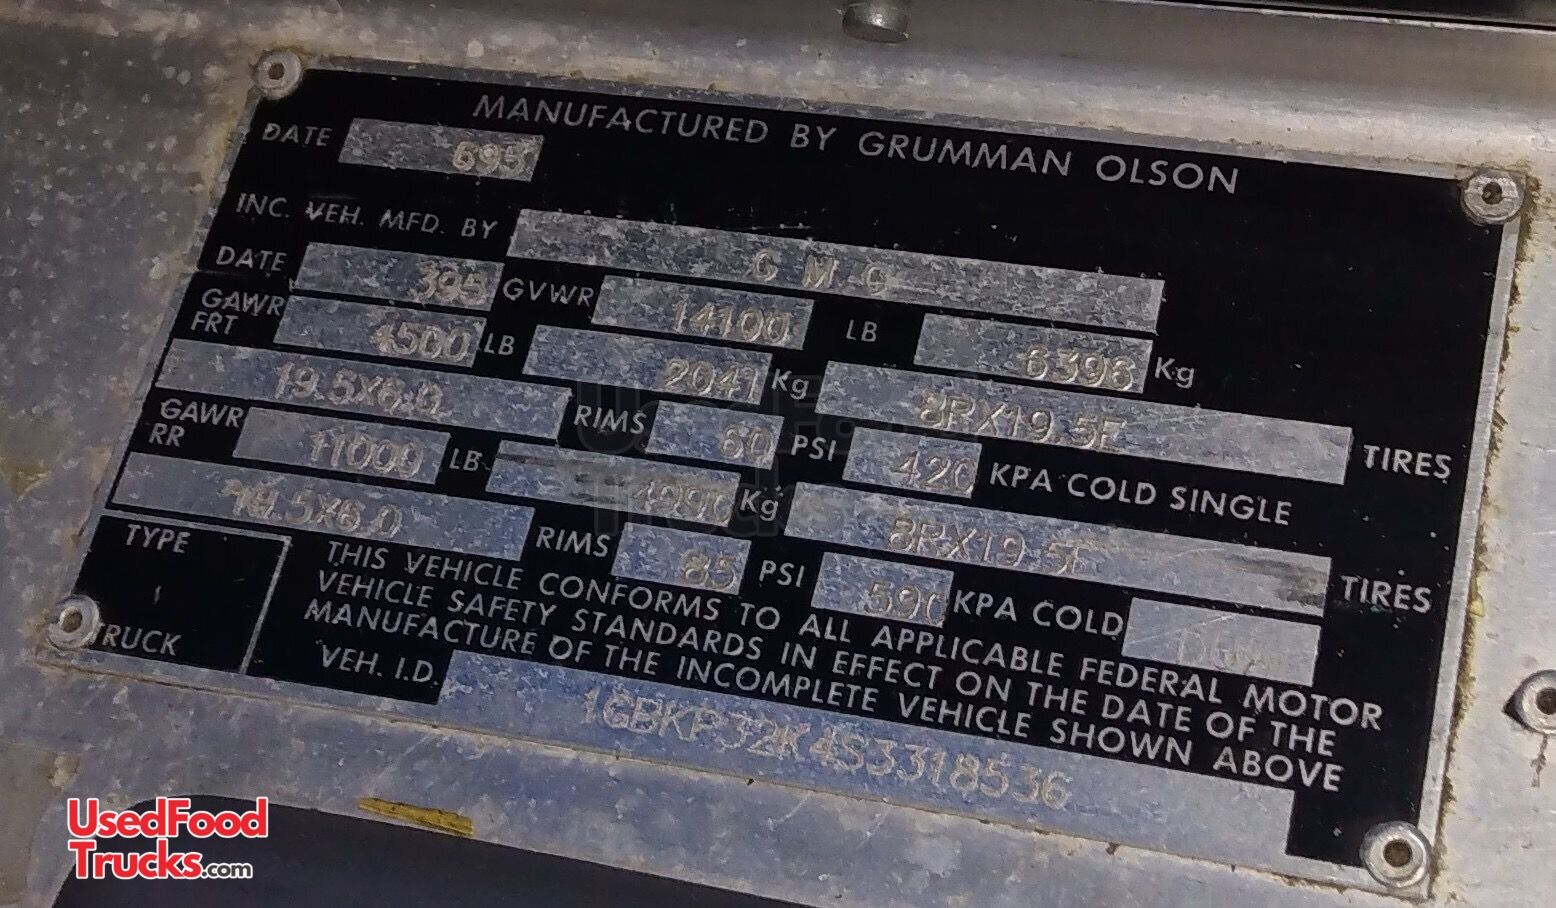 MANUFACTURED BY GRUMMAN OLSON
DATE 695
INC. VEH. MFD. BY G M C
DATE 395 GVWR 14100 LB 6396 Kg
GAWR FRT 4500 LB 2041 Kg 8RX19.5F TIRES
19.5X6.0 RIMS 60 PSI 420 KPA COLD SINGLE
GAWR RR 11000 LB 4990 Kg 8RX19.5F TIRES
19.5X6.0 RIMS 85 PSI 590 KPA COLD
TYPE
TRUCK
THIS VEHICLE CONFORMS TO ALL APPLICABLE FEDERAL MOTOR
VEHICLE SAFETY STANDARDS IN EFFECT ON THE DATE OF THE
MANUFACTURE OF THE INCOMPLETE VEHICLE SHOWN ABOVE
VEH. I.D. 1GBKP32K4S3318536
UsedFood
Trucks.com
Used Food
Trucks